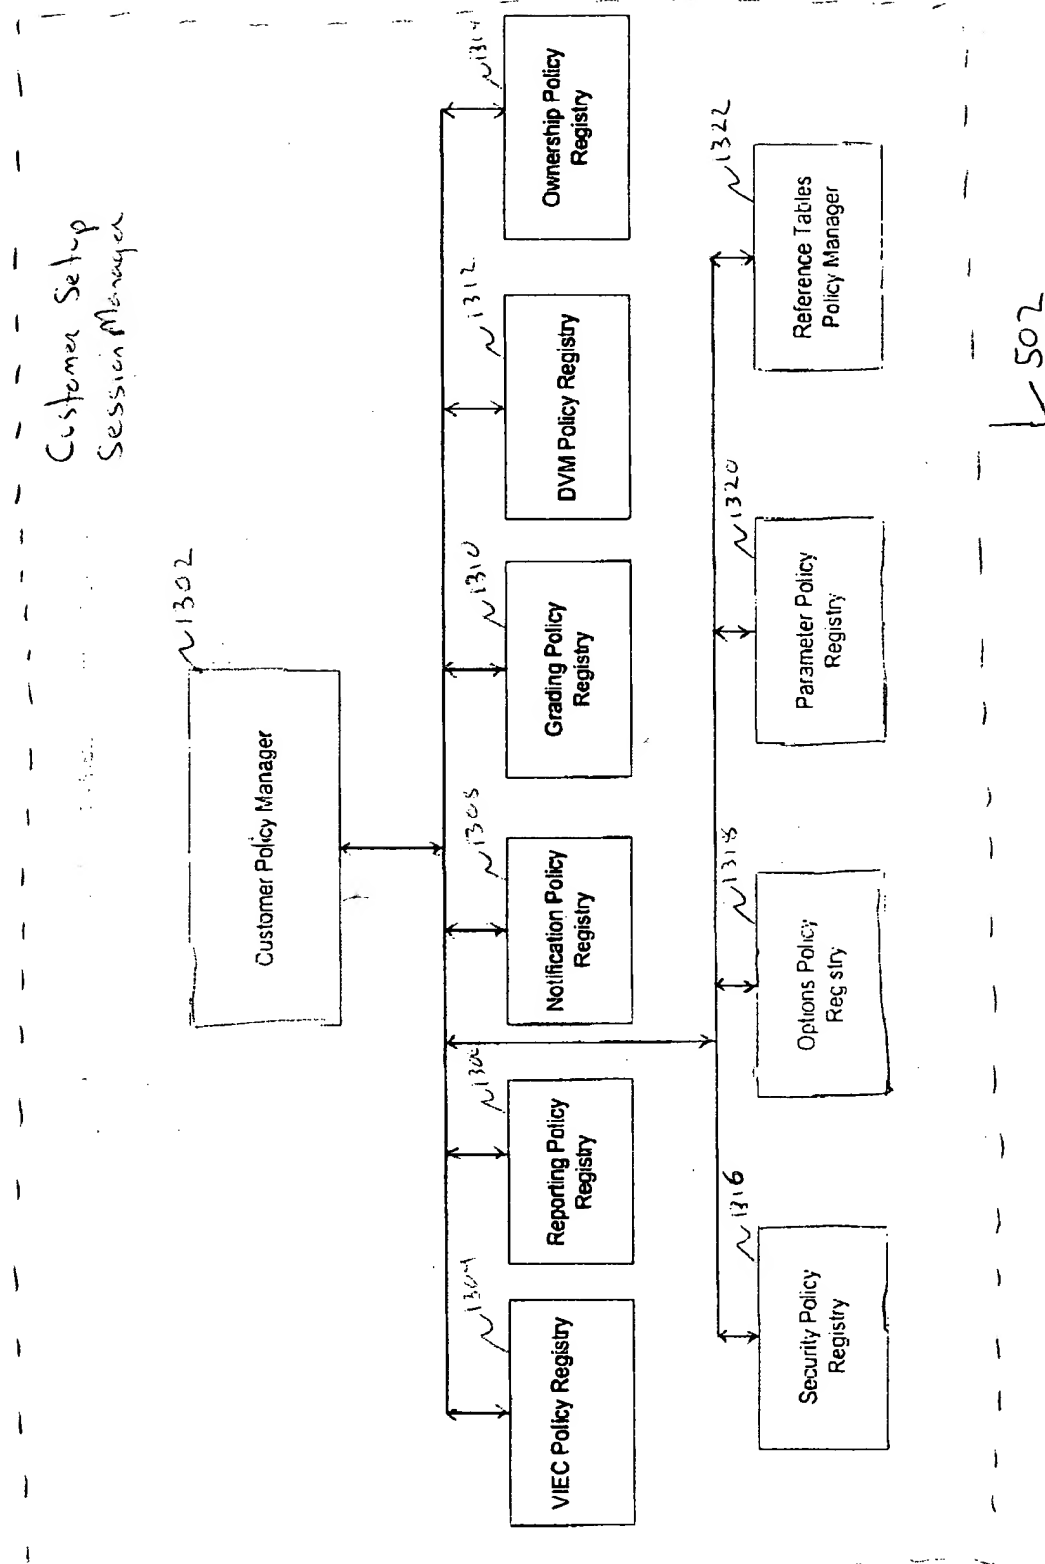 Customer Setup
Session Manager
1302
Customer Policy Manager
1304
VIEC Policy Registry
Reporting Policy
Registry
1308
Notification Policy
Registry
1310
Grading Policy
Registry
1312
DVM Policy Registry
1314
Ownership Policy
Registry
1316
Security Policy
Registry
1318
Options Policy
Registry
1320
Parameter Policy
Registry
1322
Reference Tables
Policy Manager
502